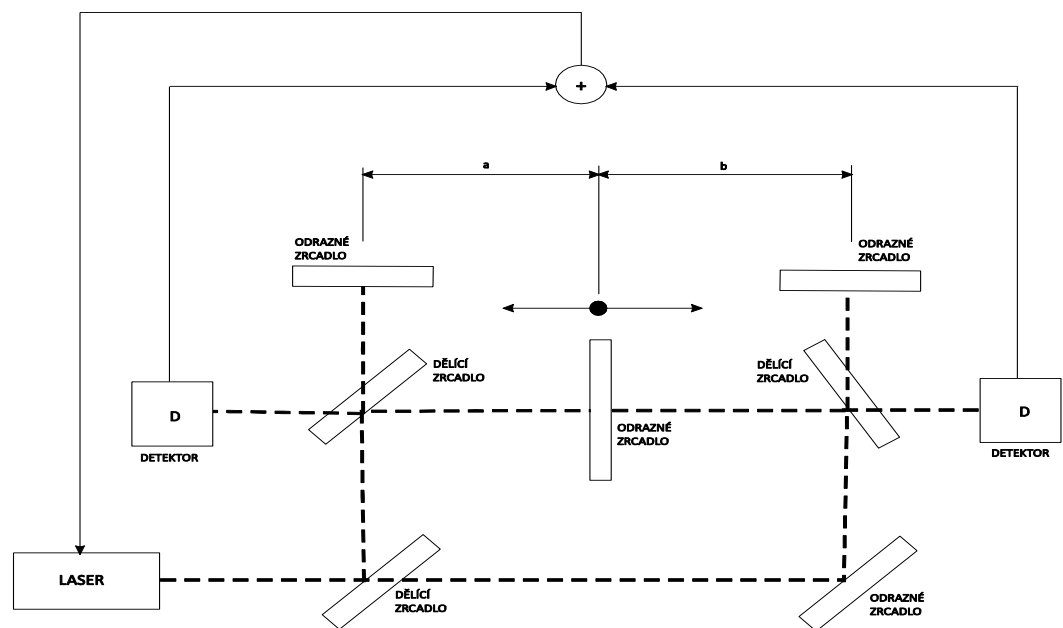 +
a
b
ODRAZNÉ
ZRCADLO
ODRAZNÉ
ZRCADLO
DĚLÍCÍ
ZRCADLO
DĚLÍCÍ
ZRCADLO
D
DETEKTOR
ODRAZNÉ
ZRCADLO
D
DETEKTOR
LASER
DĚLÍCÍ
ZRCADLO
ODRAZNÉ
ZRCADLO